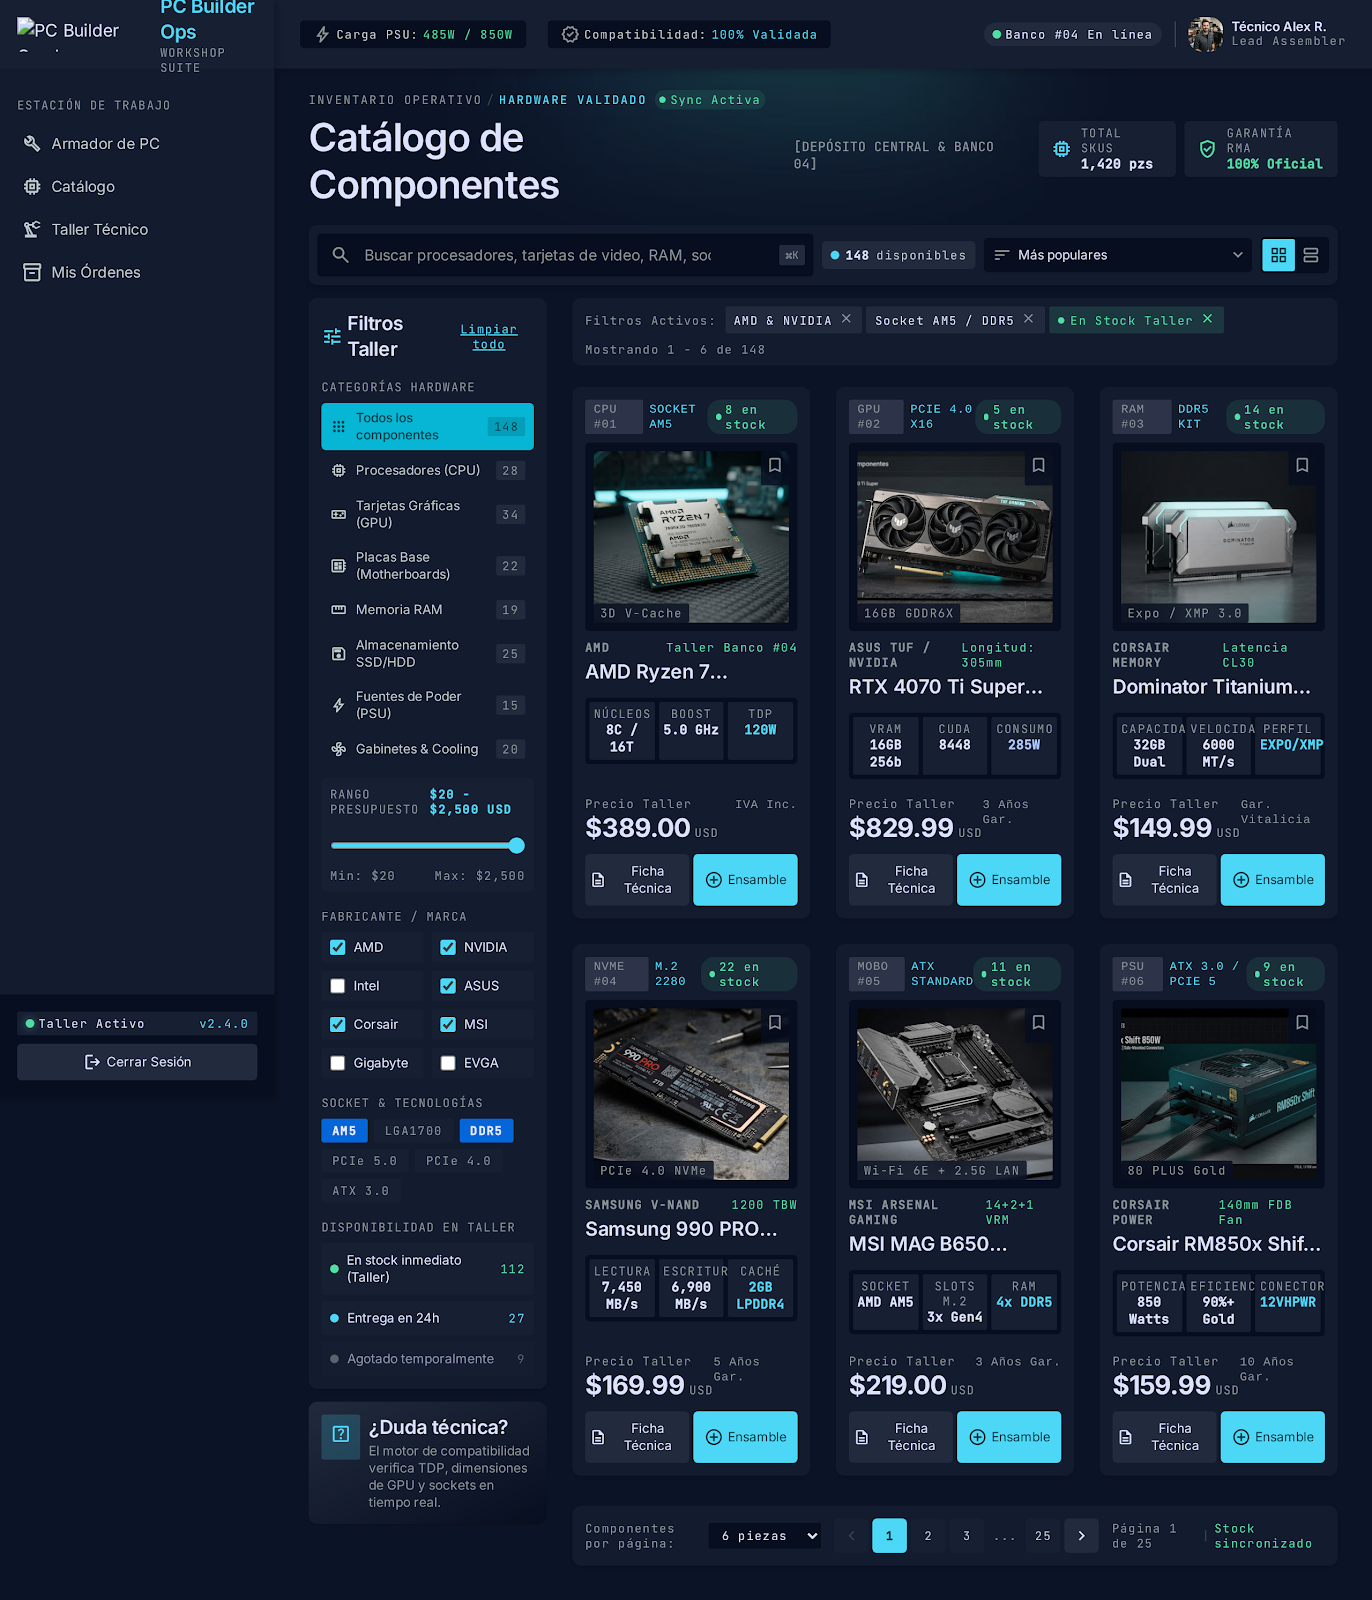 PC Builder
PC Builder Ops
WORKSHOP SUITE
Carga PSU: 485W / 850W
Compatibilidad: 100% Validada
Banco #04 En línea
Técnico Alex R.
Lead Assembler
ESTACIÓN DE TRABAJO
Armador de PC
Catálogo
Taller Técnico
Mis Órdenes
Taller Activo v2.4.0
Cerrar Sesión
INVENTARIO OPERATIVO / HARDWARE VALIDADO Sync Activa
Catálogo de
Componentes
[DEPÓSITO CENTRAL & BANCO
04]
TOTAL
SKUS
1,420 pzs
GARANTÍA
RMA
100% Oficial
Buscar procesadores, tarjetas de video, RAM, soc
⌘K
148 disponibles
Más populares
Filtros
Taller
Limpiar
todo
CATEGORÍAS HARDWARE
Todos los
componentes
148
Procesadores (CPU) 28
Tarjetas Gráficas
(GPU)
34
Placas Base
(Motherboards)
22
Memoria RAM 19
Almacenamiento
SSD/HDD
25
Fuentes de Poder
(PSU)
15
Gabinetes & Cooling 20
RANGO
PRESUPUESTO
$20 -
$2,500 USD
Min: $20 Max: $2,500
FABRICANTE / MARCA
AMD NVIDIA
Intel ASUS
Corsair MSI
Gigabyte EVGA
SOCKET & TECNOLOGÍAS
AM5 LGA1700 DDR5
PCIe 5.0 PCIe 4.0
ATX 3.0
DISPONIBILIDAD EN TALLER
En stock inmediato
(Taller)
112
Entrega en 24h 27
Agotado temporalmente 9
¿Duda técnica?
El motor de compatibilidad
verifica TDP, dimensiones
de GPU y sockets en
tiempo real.
Filtros Activos: AMD & NVIDIA ✕ Socket AM5 / DDR5 ✕ En Stock Taller ✕
Mostrando 1 - 6 de 148
CPU
#01
SOCKET
AM5
8 en
stock
AMD
RYZEN 7
AMD
3D V-Cache
AMD
Taller Banco #04
AMD Ryzen 7...
NÚCLEOS
8C /
16T
BOOST
5.0 GHz
TDP
120W
Precio Taller
IVA Inc.
$389.00 USD
Ficha
Técnica
Ensamble
GPU
#02
PCIE 4.0
X16
5 en
stock
mponentes
0 TI Super
16GB GDDR6X
ASUS TUF /
NVIDIA
Longitud:
305mm
RTX 4070 Ti Super...
VRAM
16GB
256b
CUDA
8448
CONSUMO
285W
Precio Taller
3 Años
Gar.
$829.99 USD
Ficha
Técnica
Ensamble
RAM
#03
DDR5
KIT
14 en
stock
DOMINATOR
Expo / XMP 3.0
CORSAIR
MEMORY
Latencia
CL30
Dominator Titanium...
CAPACIDA
32GB
Dual
VELOCIDA
6000
MT/s
PERFIL
EXPO/XMP
Precio Taller
Gar.
Vitalicia
$149.99 USD
Ficha
Técnica
Ensamble
NVME
#04
M.2
2280
22 en
stock
990 PRO
2TB
SAMSUNG
PCIe 4.0 NVMe
SAMSUNG V-NAND
1200 TBW
Samsung 990 PRO...
LECTURA
7,450
MB/s
ESCRITUR
6,900
MB/s
CACHÉ
2GB
LPDDR4
Precio Taller
5 Años
Gar.
$169.99 USD
Ficha
Técnica
Ensamble
MOBO
#05
ATX
STANDARD
11 en
stock
Wi-Fi 6E + 2.5G LAN
MSI ARSENAL
GAMING
14+2+1
VRM
MSI MAG B650...
SOCKET
AMD AM5
SLOTS
M.2
3x Gen4
RAM
4x DDR5
Precio Taller
3 Años Gar.
$219.00 USD
Ficha
Técnica
Ensamble
PSU
#06
ATX 3.0 /
PCIE 5
9 en
stock
x Shift 850W
CORSAIR
RM850x Shift
80 PLUS Gold
CORSAIR
POWER
140mm FDB
Fan
Corsair RM850x Shif...
POTENCIA
850
Watts
EFICIENC
90%+
Gold
CONECTOR
12VHPWR
Precio Taller
10 Años
Gar.
$159.99 USD
Ficha
Técnica
Ensamble
Componentes
por página:
6 piezas
1 2 3 ... 25
Página 1
de 25
Stock
sincronizado